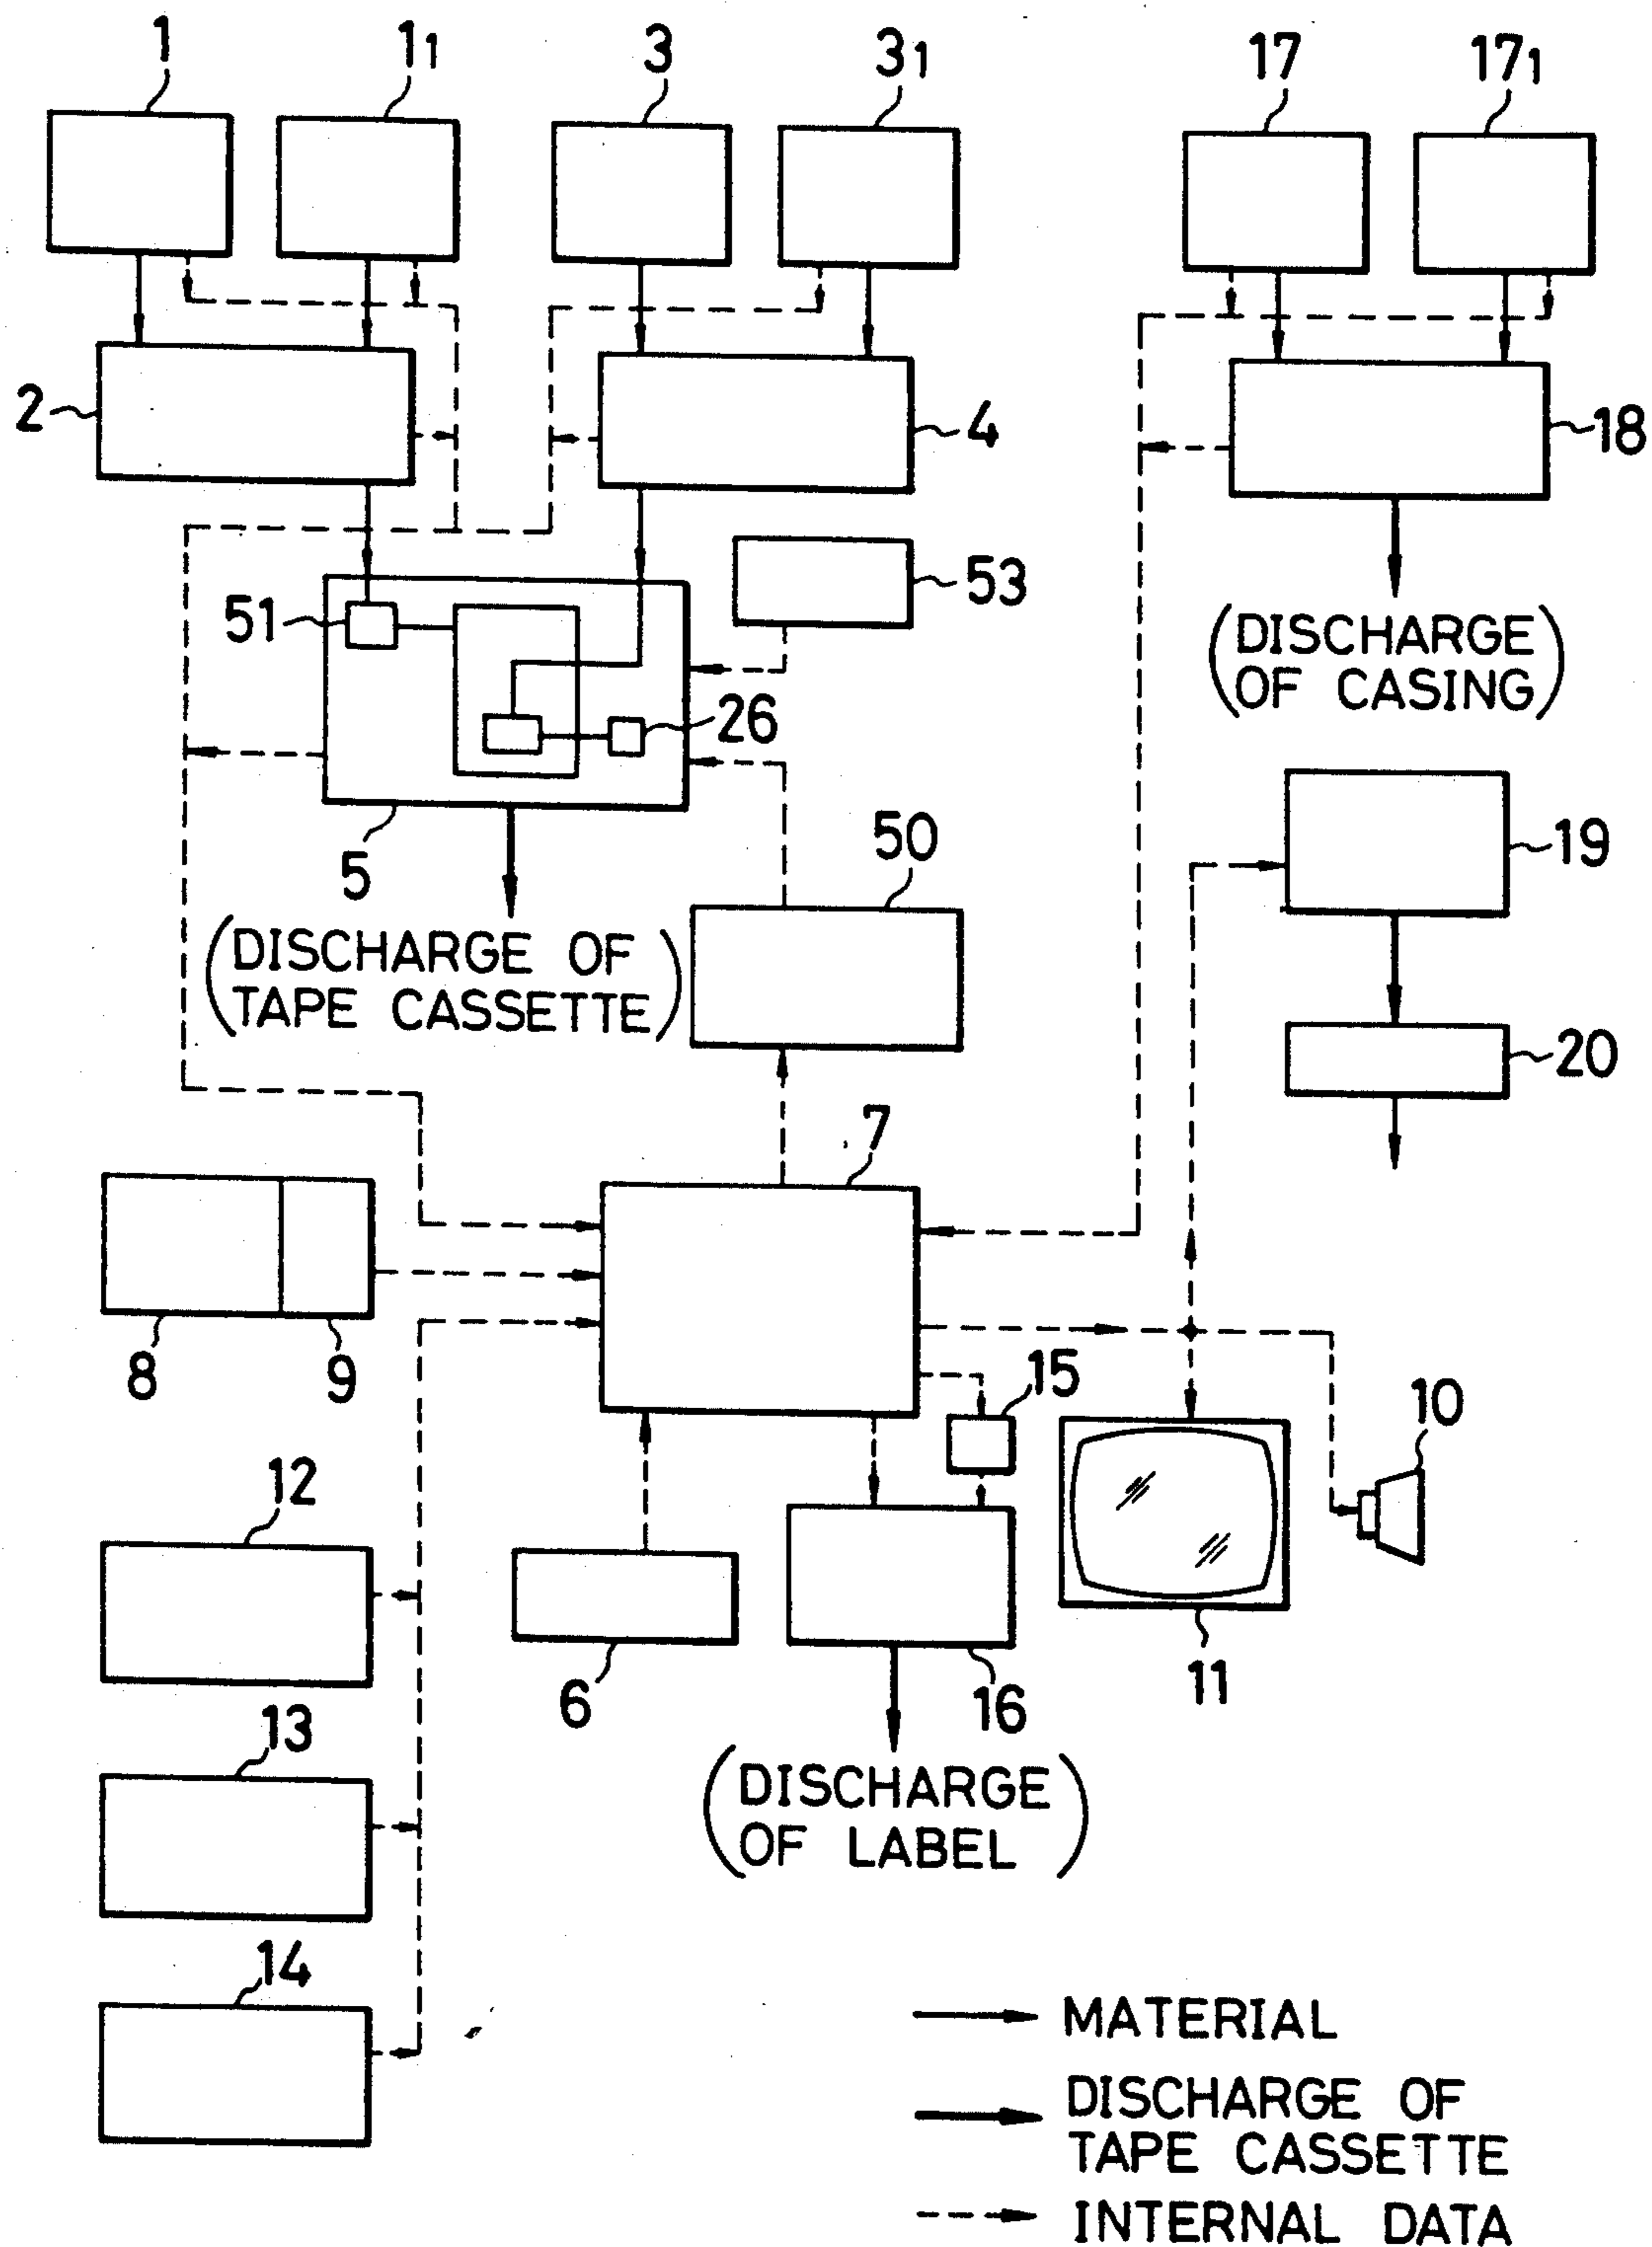 1
1₁
3
3₁
17
17₁
2
4
18
51
53
(DISCHARGE
OF CASING)
26
5
50
19
(DISCHARGE OF
TAPE CASSETTE)
20
7
8
9
15
10
12
6
16
11
13
(DISCHARGE
OF LABEL)
14
MATERIAL
DISCHARGE OF
TAPE CASSETTE
INTERNAL DATA